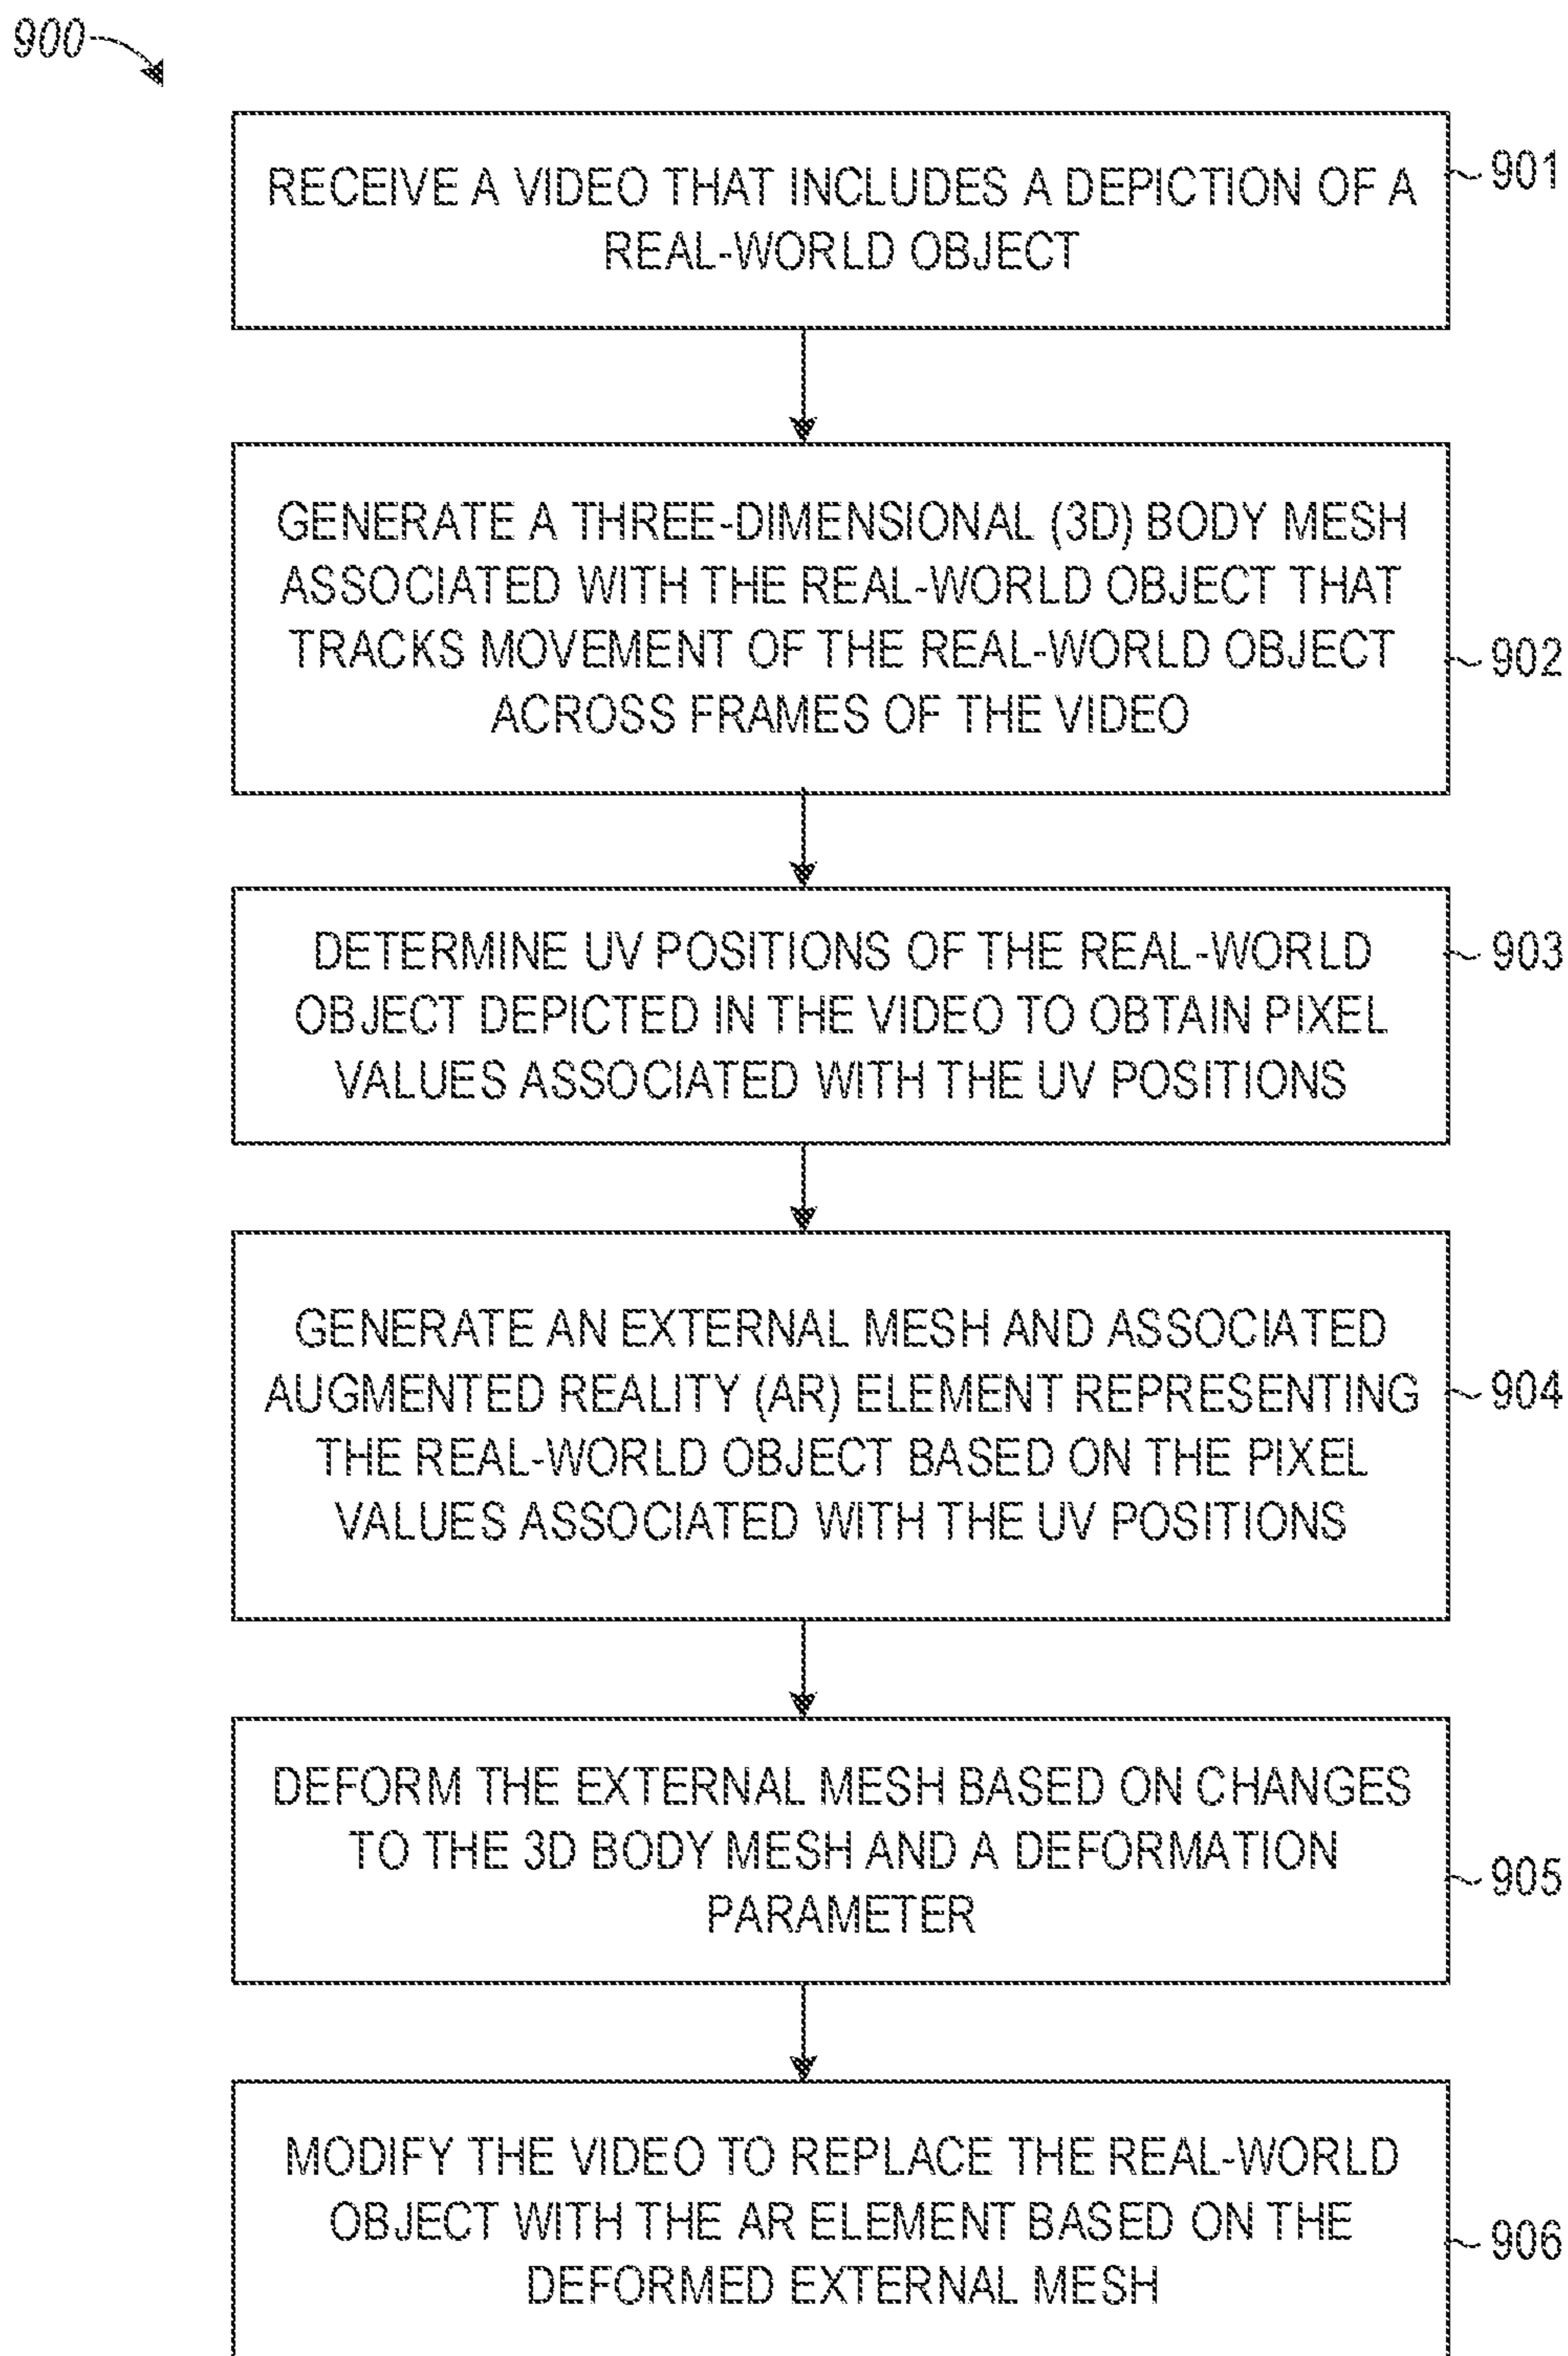 900
RECEIVE A VIDEO THAT INCLUDES A DEPICTION OF A
REAL-WORLD OBJECT
901
GENERATE A THREE-DIMENSIONAL (3D) BODY MESH
ASSOCIATED WITH THE REAL-WORLD OBJECT THAT
TRACKS MOVEMENT OF THE REAL-WORLD OBJECT
ACROSS FRAMES OF THE VIDEO
902
DETERMINE UV POSITIONS OF THE REAL-WORLD
OBJECT DEPICTED IN THE VIDEO TO OBTAIN PIXEL
VALUES ASSOCIATED WITH THE UV POSITIONS
903
GENERATE AN EXTERNAL MESH AND ASSOCIATED
AUGMENTED REALITY (AR) ELEMENT REPRESENTING
THE REAL-WORLD OBJECT BASED ON THE PIXEL
VALUES ASSOCIATED WITH THE UV POSITIONS
904
DEFORM THE EXTERNAL MESH BASED ON CHANGES
TO THE 3D BODY MESH AND A DEFORMATION
PARAMETER
905
MODIFY THE VIDEO TO REPLACE THE REAL-WORLD
OBJECT WITH THE AR ELEMENT BASED ON THE
DEFORMED EXTERNAL MESH
906